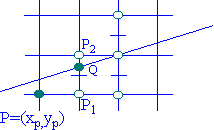 P₂
Q
P₁
P=(xₚ,yₚ)